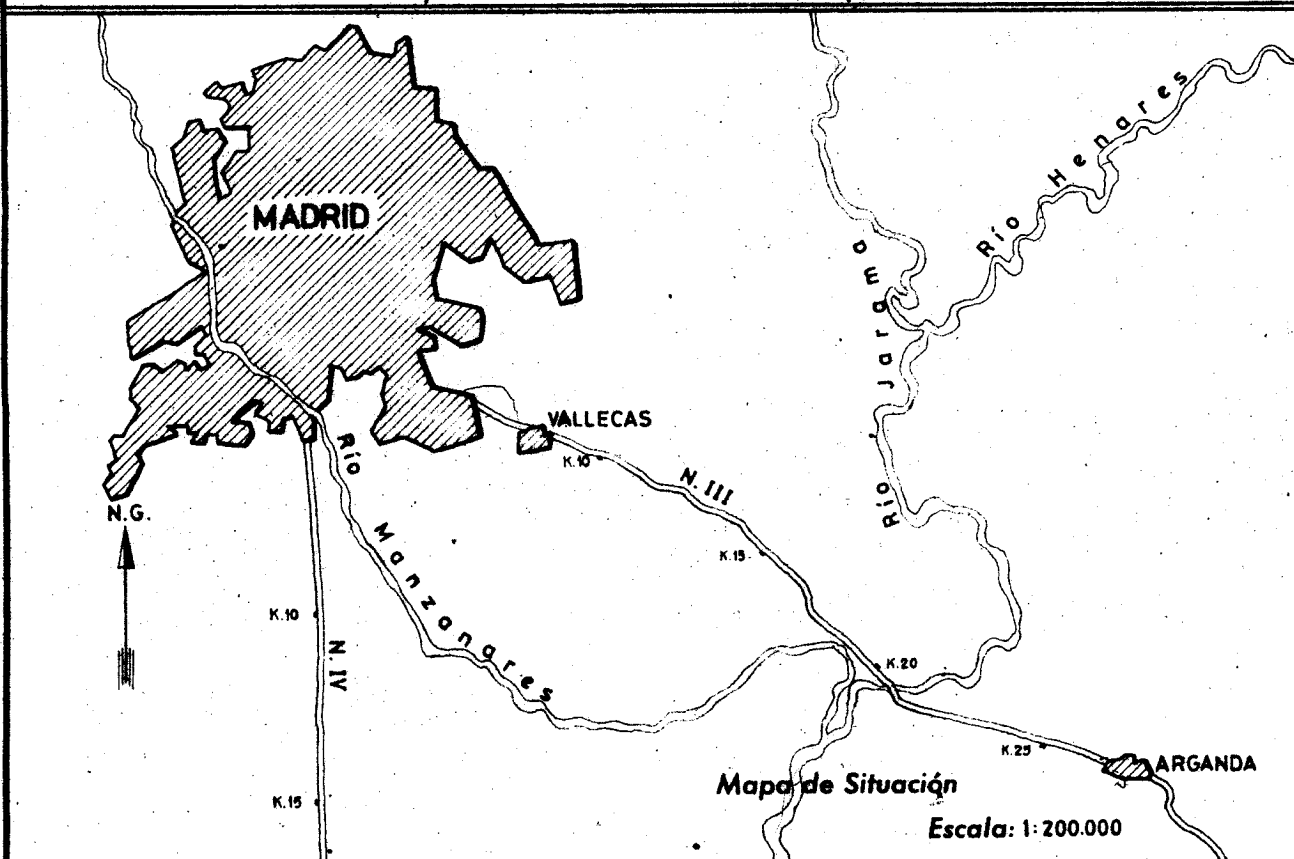 MADRID
Río Henares
Río Jarama
VALLECAS
K.10
N.III
Río Manzanares
N.G.
K.15
K.10
N.IV
K.20
K.25
ARGANDA
K.15
Mapa de Situación
Escala: 1:200.000